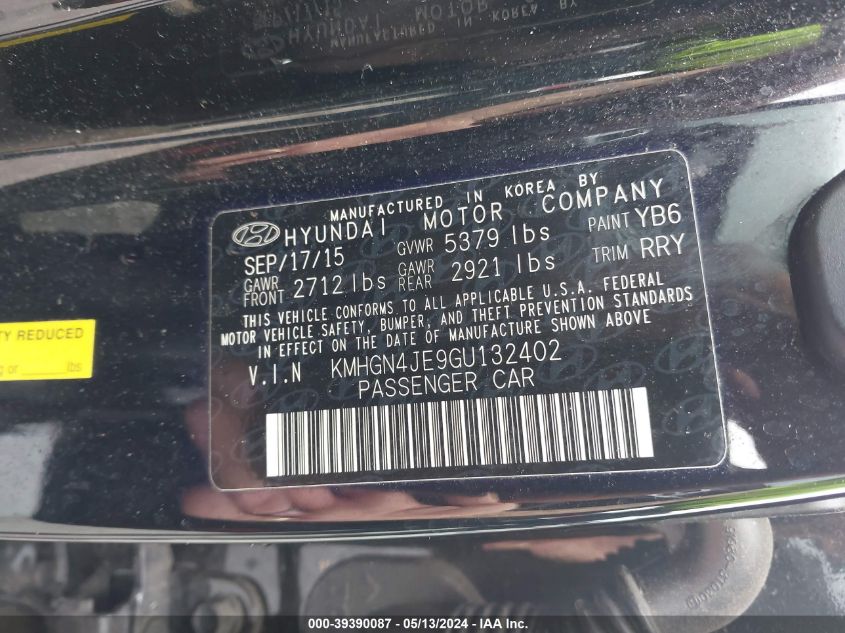 MANUFACTURED IN KOREA BY
HYUNDAI MOTOR COMPANY
SEP/17/15 GVWR 5379 lbs PAINT YB6
GAWR FRONT 2712 lbs GAWR REAR 2921 lbs TRIM RRY
THIS VEHICLE CONFORMS TO ALL APPLICABLE U.S.A. FEDERAL
MOTOR VEHICLE SAFETY, BUMPER, AND THEFT PREVENTION STANDARDS
IN EFFECT ON THE DATE OF MANUFACTURE SHOWN ABOVE
V.I.N KMHGN4JE9GU132402
PASSENGER CAR
REDUCED
lbs
000-39390087 - 05/13/2024 - IAA Inc.